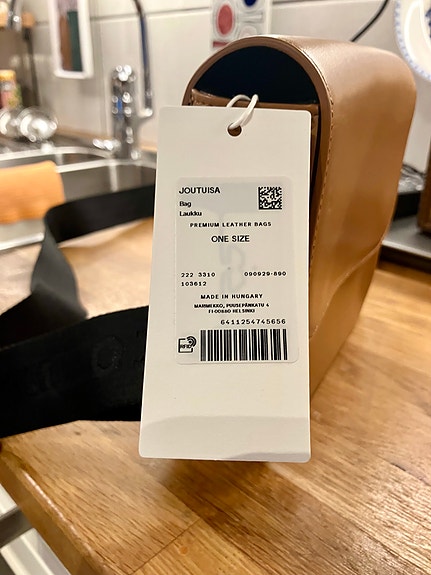 JOUTUISA
Bag
Laukku
PREMIUM LEATHER BAGS
ONE SIZE
222 3310 090929-890
103612
MADE IN HUNGARY
MARIMEKKO, PUUSEPÄNKATU 4
FI-00880 HELSINKI
6411254745656
RFID